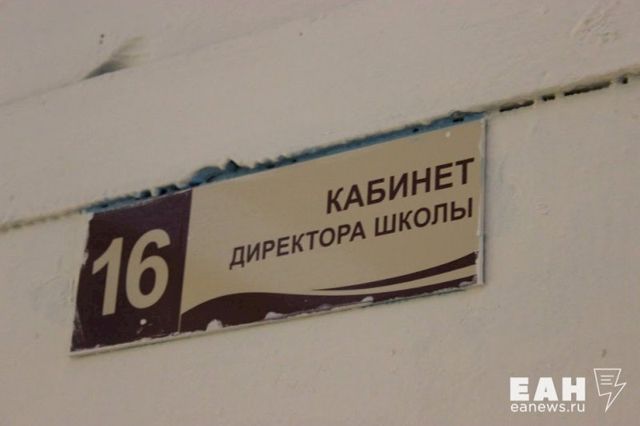 16
КАБИНЕТ
ДИРЕКТОРА ШКОЛЫ
ЕАН
eanews.ru